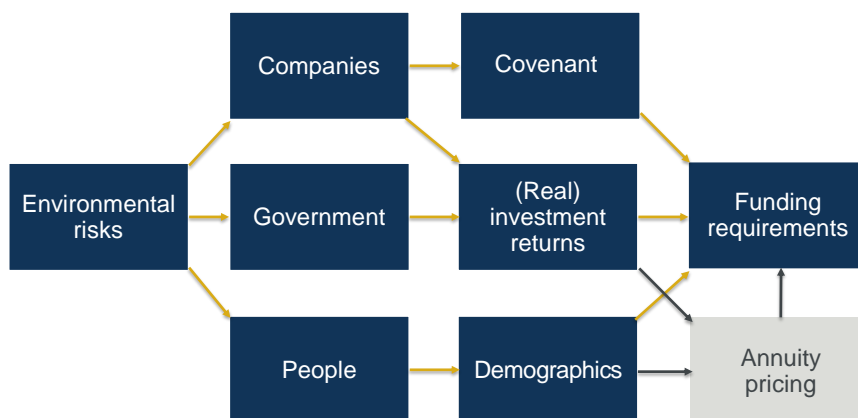 Companies
Covenant
Environmental
risks
Government
(Real)
investment
returns
Funding
requirements
People
Demographics
Annuity
pricing